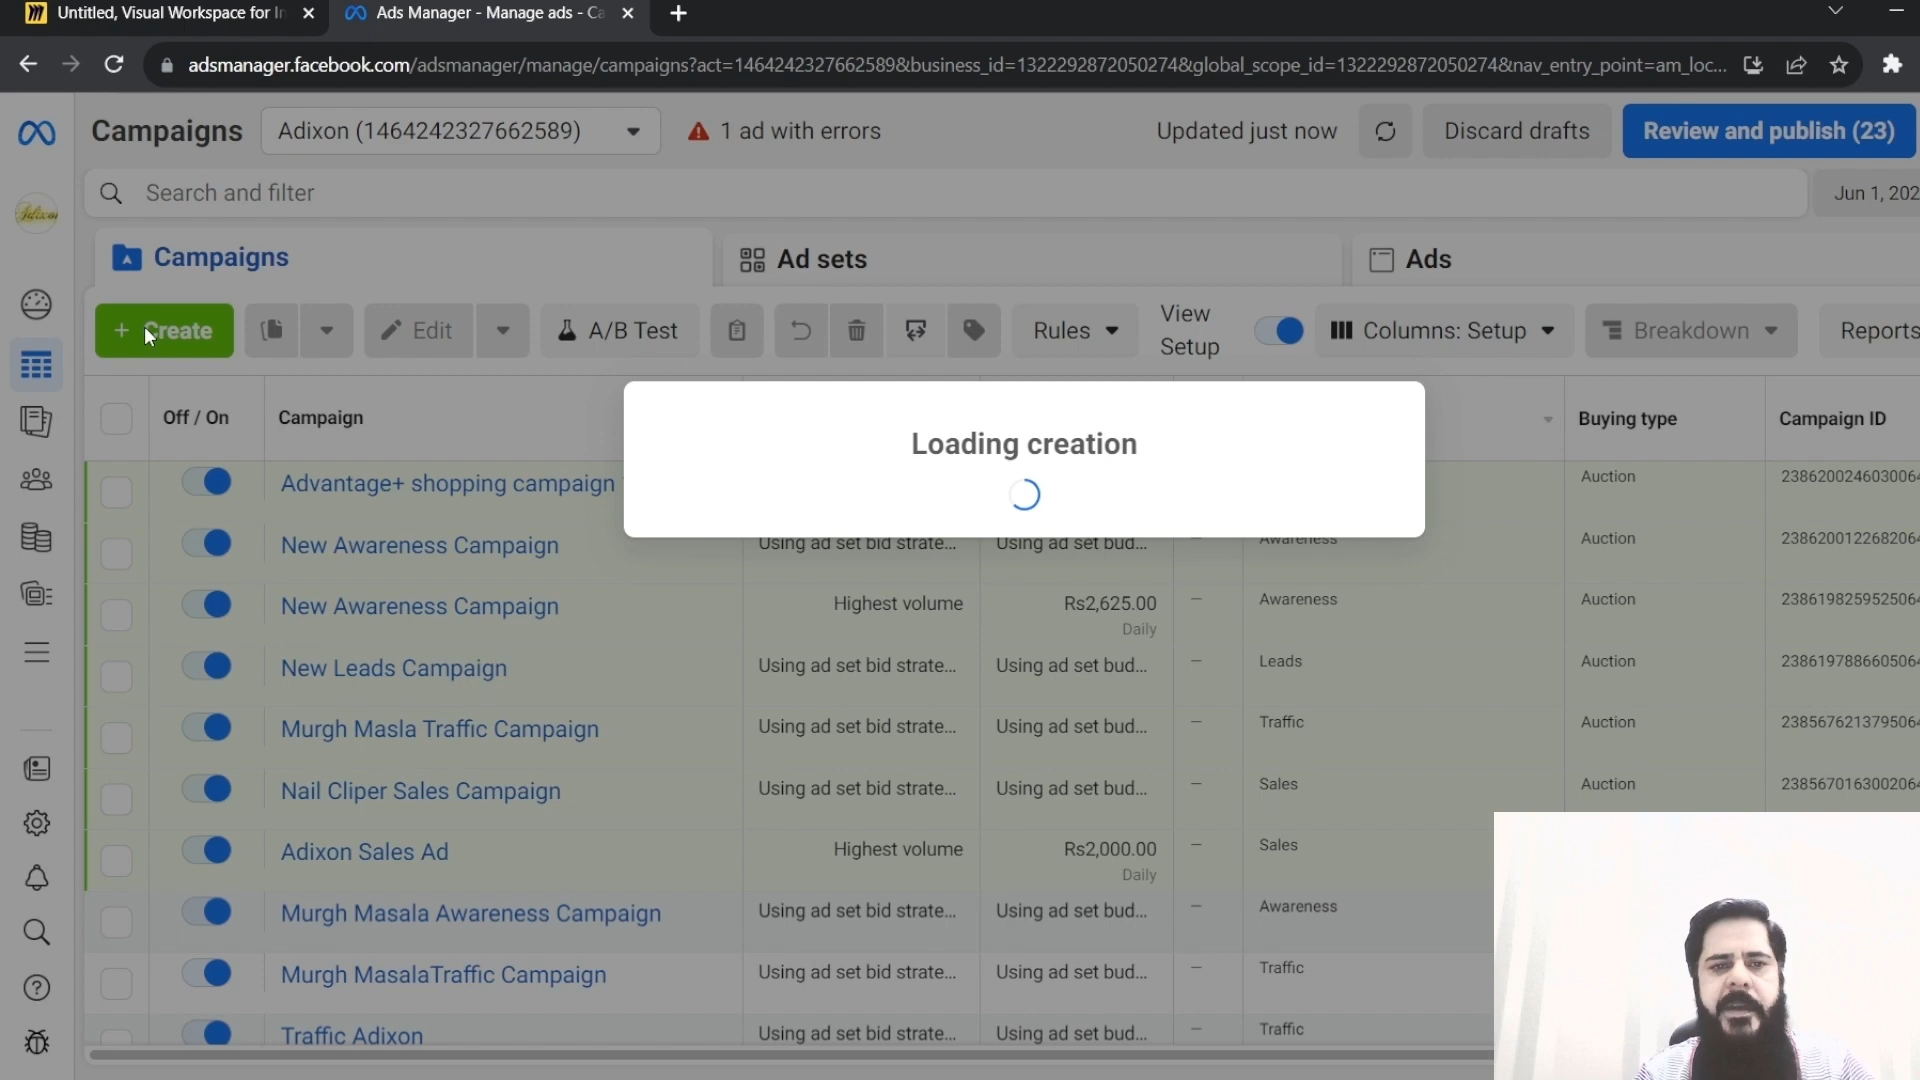 Untitled, Visual Workspace for In
Ads Manager - Manage ads - Ca
adsmanager.facebook.com/adsmanager/manage/campaigns?act=1464242327662589&business_id=1322292872050274&global_scope_id=1322292872050274&nav_entry_point=am_loc...
Campaigns
Adixon (1464242327662589)
1 ad with errors
Updated just now
Discard drafts
Review and publish (23)
Search and filter
Jun 1, 202
Campaigns
Ad sets
Ads
+ Create
Edit
A/B Test
Rules
View
Setup
Columns: Setup
Breakdown
Reports
Off / On
Campaign
Buying type
Campaign ID
Loading creation
Advantage+ shopping campaign
Auction
238620024603006
New Awareness Campaign
Using ad set bid strate...
Using ad set bud...
Awareness
Auction
238620012268206
New Awareness Campaign
Highest volume
Rs2,625.00
Daily
Awareness
Auction
238619825952506
New Leads Campaign
Using ad set bid strate...
Using ad set bud...
Leads
Auction
238619788660506
Murgh Masla Traffic Campaign
Using ad set bid strate...
Using ad set bud...
Traffic
Auction
238567621379506
Nail Cliper Sales Campaign
Using ad set bid strate...
Using ad set bud...
Sales
Auction
238567016300206
Adixon Sales Ad
Highest volume
Rs2,000.00
Daily
Sales
Murgh Masala Awareness Campaign
Using ad set bid strate...
Using ad set bud...
Awareness
Murgh MasalaTraffic Campaign
Using ad set bid strate...
Using ad set bud...
Traffic
Traffic Adixon
Using ad set bid strate...
Using ad set bud...
Traffic